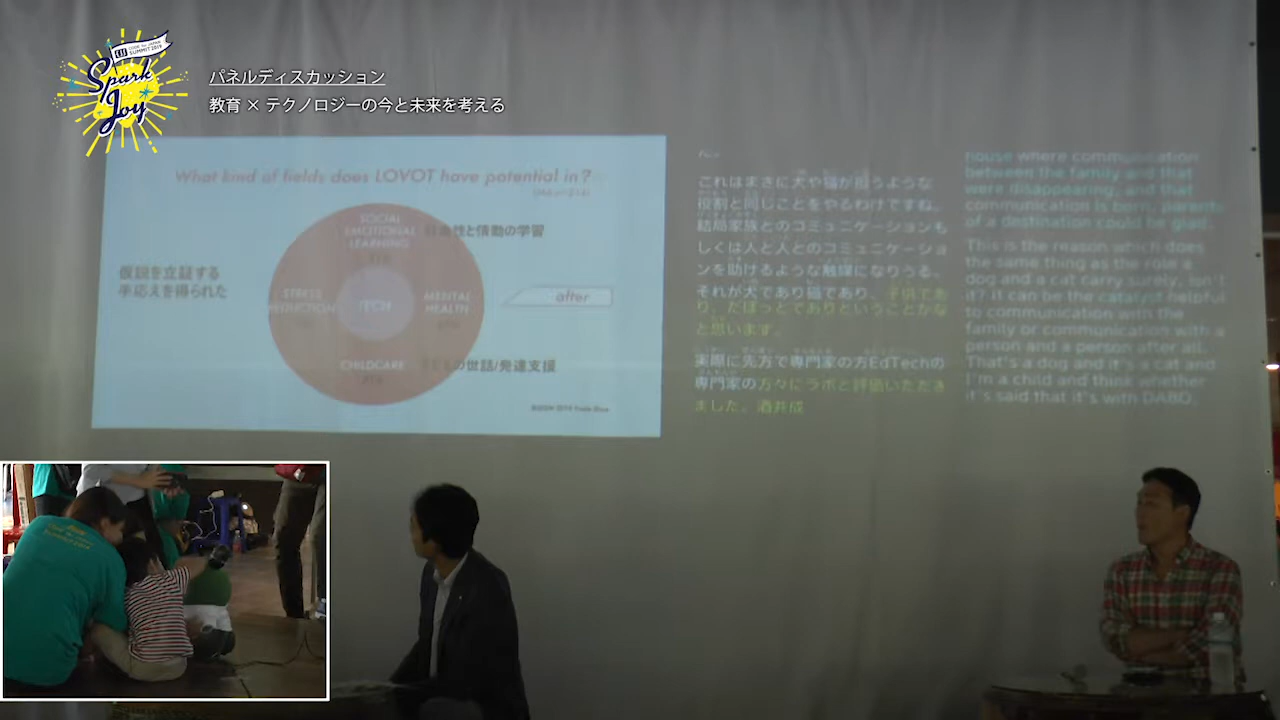 CODE for JAPAN
SUMMIT 2019
Spark
Joy
パネルディスカッション
教育 × テクノロジーの今と未来を考える
What kind of fields does LOVOT have potential in?
SOCIAL
EMOTIONAL
LEARNING
性と情動の学習
仮説を立証する
手応えを得られた
STRESS
REDUCTION
TECH
MENTAL
HEALTH
after
CHILDCARE
の世話/発達支援
これはまさに犬や猫が担うような
役割と同じことをやるわけですね。
結局家族とのコミュニケーションも
しくは人と人とのコミュニケーショ
ンを助けるような触媒になりうる。
それが犬であり猫であり、子供であ
り、だぼっとでありということかな
と思います。
実際に先方で専門家の方EdTechの
専門家の方々にラボと評価いただき
ました。酒井成
house where communication
between the family and that
were disappearing, and that
communication is born, parents
of a destination could be glad.
This is the reason which does
the same thing as the role a
dog and a cat carry surely, isn't
it? It can be the catalyst helpful
to communication with the
family or communication with a
person and a person after all.
That's a dog and it's a cat and
I'm a child and think whether
it's said that it's with DABO.